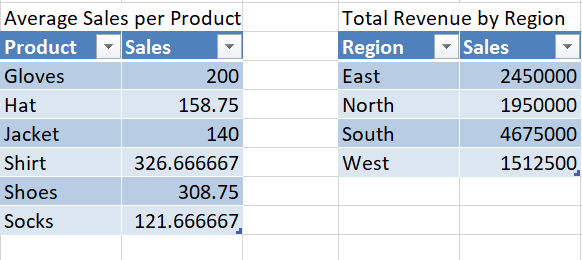 Average Sales per Product
Product Sales
Gloves 200
Hat 158.75
Jacket 140
Shirt 326.666667
Shoes 308.75
Socks 121.666667
Total Revenue by Region
Region Sales
East 2450000
North 1950000
South 4675000
West 1512500